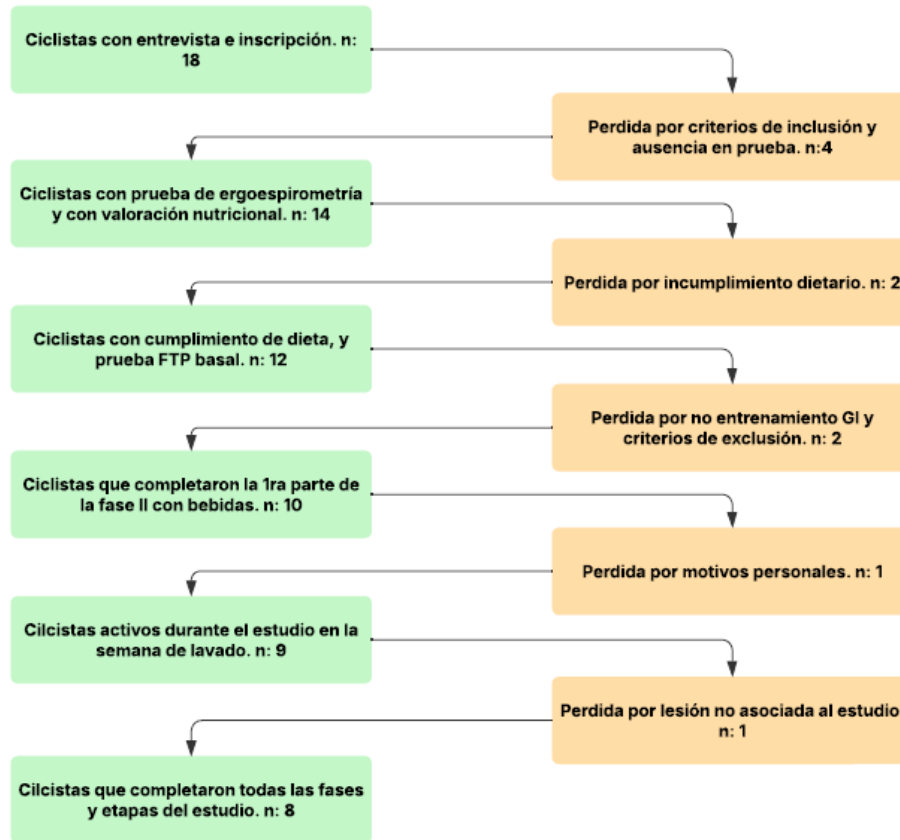 Ciclistas con entrevista e inscripción. n:
18
Perdida por criterios de inclusión y
ausencia en prueba. n:4
Ciclistas con prueba de ergoespirometría
y con valoración nutricional. n: 14
Perdida por incumplimiento dietario. n: 2
Ciclistas con cumplimiento de dieta, y
prueba FTP basal. n: 12
Perdida por no entrenamiento GI y
criterios de exclusión. n: 2
Ciclistas que completaron la 1ra parte de
la fase II con bebidas. n: 10
Perdida por motivos personales. n: 1
Cilcistas activos durante el estudio en la
semana de lavado. n: 9
Perdida por lesión no asociada al estudio
n: 1
Cilcistas que completaron todas las fases
y etapas del estudio. n: 8